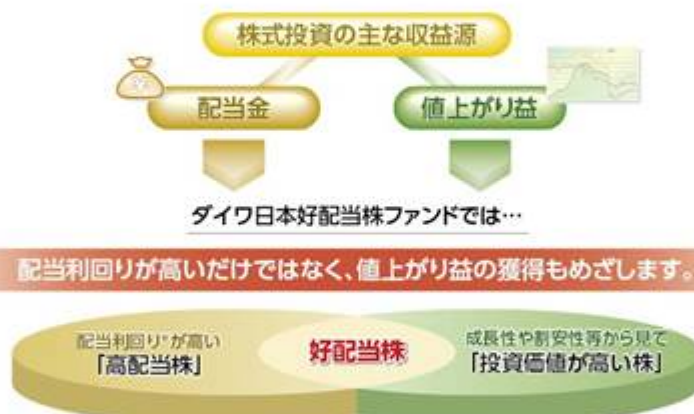 株式投資の主な収益源
配当金
値上がり益
ダイワ日本好配当株ファンドでは…
配当利回りが高いだけではなく、値上がり益の獲得もめざします。
配当利回り*が高い
「高配当株」
好配当株
成長性や割安性等から見て
「投資価値が高い株」